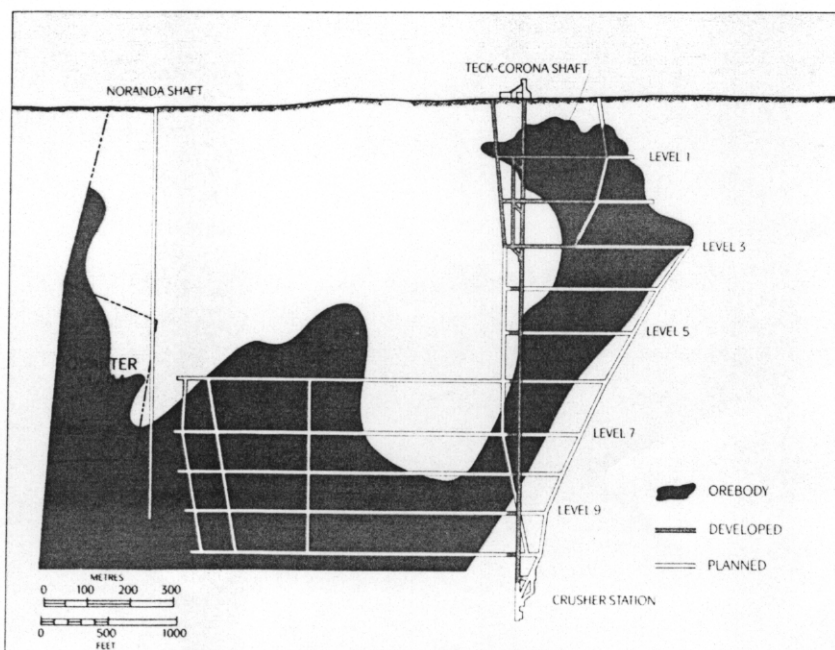 TECK-CORONA SHAFT
NORANDA SHAFT
LEVEL 1
LEVEL 3
LEVEL 5
LEVEL 7
LEVEL 9
OREBODY
DEVELOPED
PLANNED
CRUSHER STATION
METRES
0 100 200 300
0 500 1000
FEET